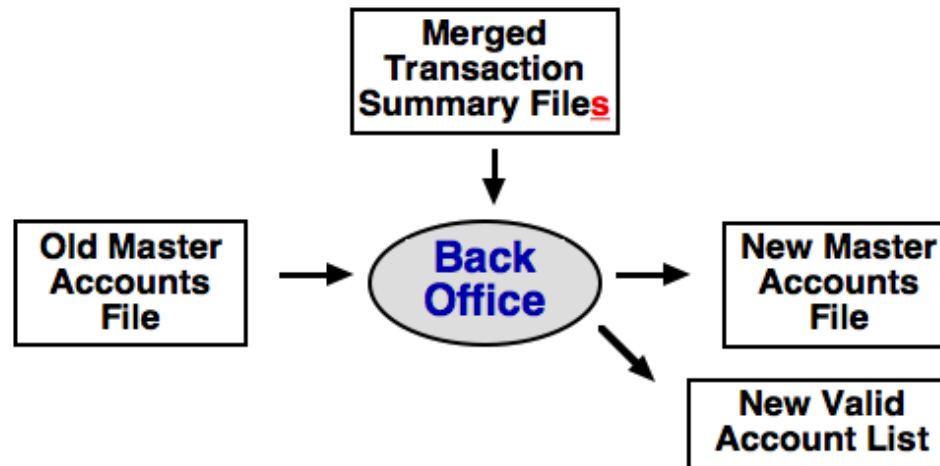 Merged
Transaction
Summary Files
Old Master
Accounts
File
Back
Office
New Master
Accounts
File
New Valid
Account List